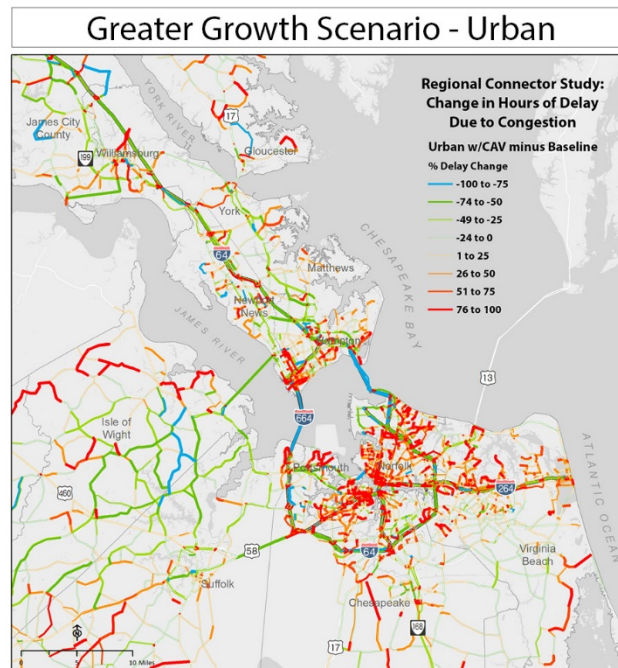 Greater Growth Scenario - Urban
Regional Connector Study:
Change in Hours of Delay
Due to Congestion
Urban w/CAV minus Baseline
% Delay Change
-100 to -75
-74 to -50
-49 to -25
-24 to 0
1 to 25
26 to 50
51 to 75
76 to 100
YORK RIVER
17
James City
County
Gloucester
199
Williamsburg
York
CHESAPEAKE BAY
64
Matthews
Newport
News
JAMES RIVER
Hampton
13
664
Isle of
Wight
ATLANTIC OCEAN
Portsmouth
Norfolk
460
264
58
64
Virginia
Beach
Suffolk
Chesapeake
168
17
N
0 5 10 Miles